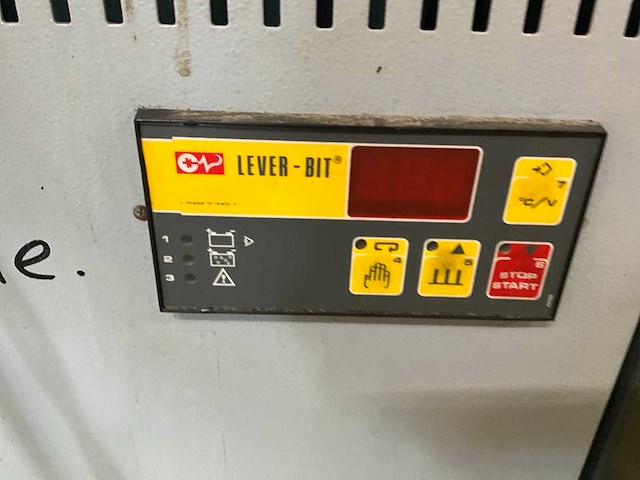 LEVER-BIT®
- made in Italy -
7
°C/V
1
2
3
4
5
6
STOP
START
e.